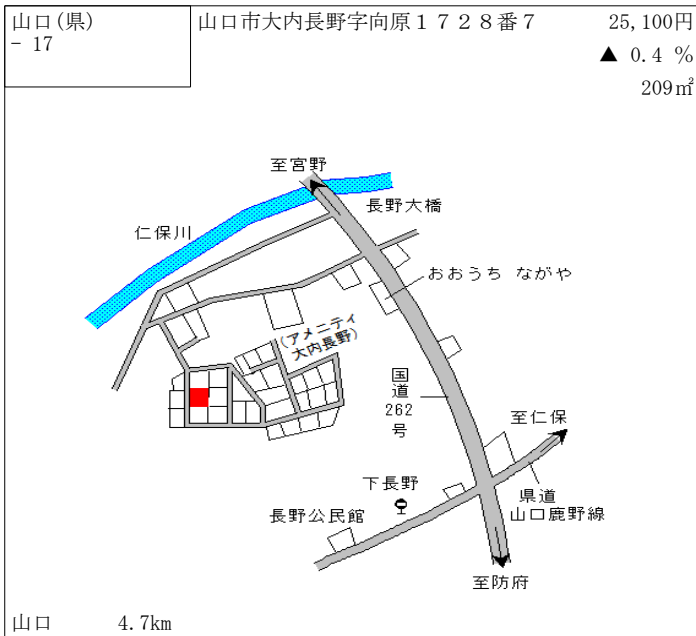 山口(県)
- 17
山口市大内長野字向原１７２８番７
25,100円
▲ 0.4 %
209㎡
至宮野
長野大橋
仁保川
おおうち ながや
(アメニティ
大内長野)
国道262号
至仁保
下長野
県道
山口鹿野線
長野公民館
至防府
山口 4.7km